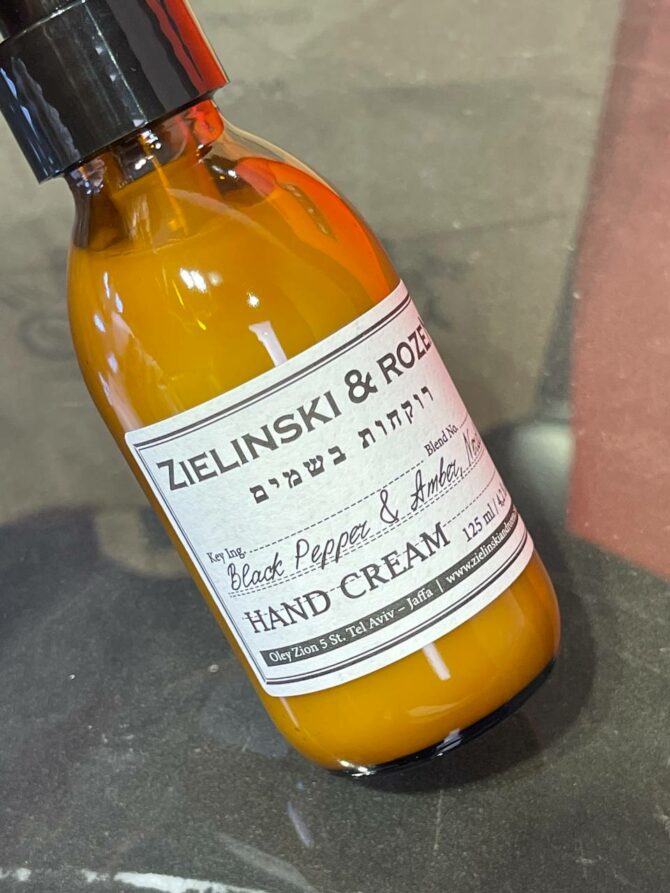 ZIELINSKI & ROZE
רוקחות בשמים
Blend No.
Key Ing.
Black Pepper & Amber,
HAND CREAM 125 ml/
Oley Zion 5 St. Tel Aviv – Jaffa |